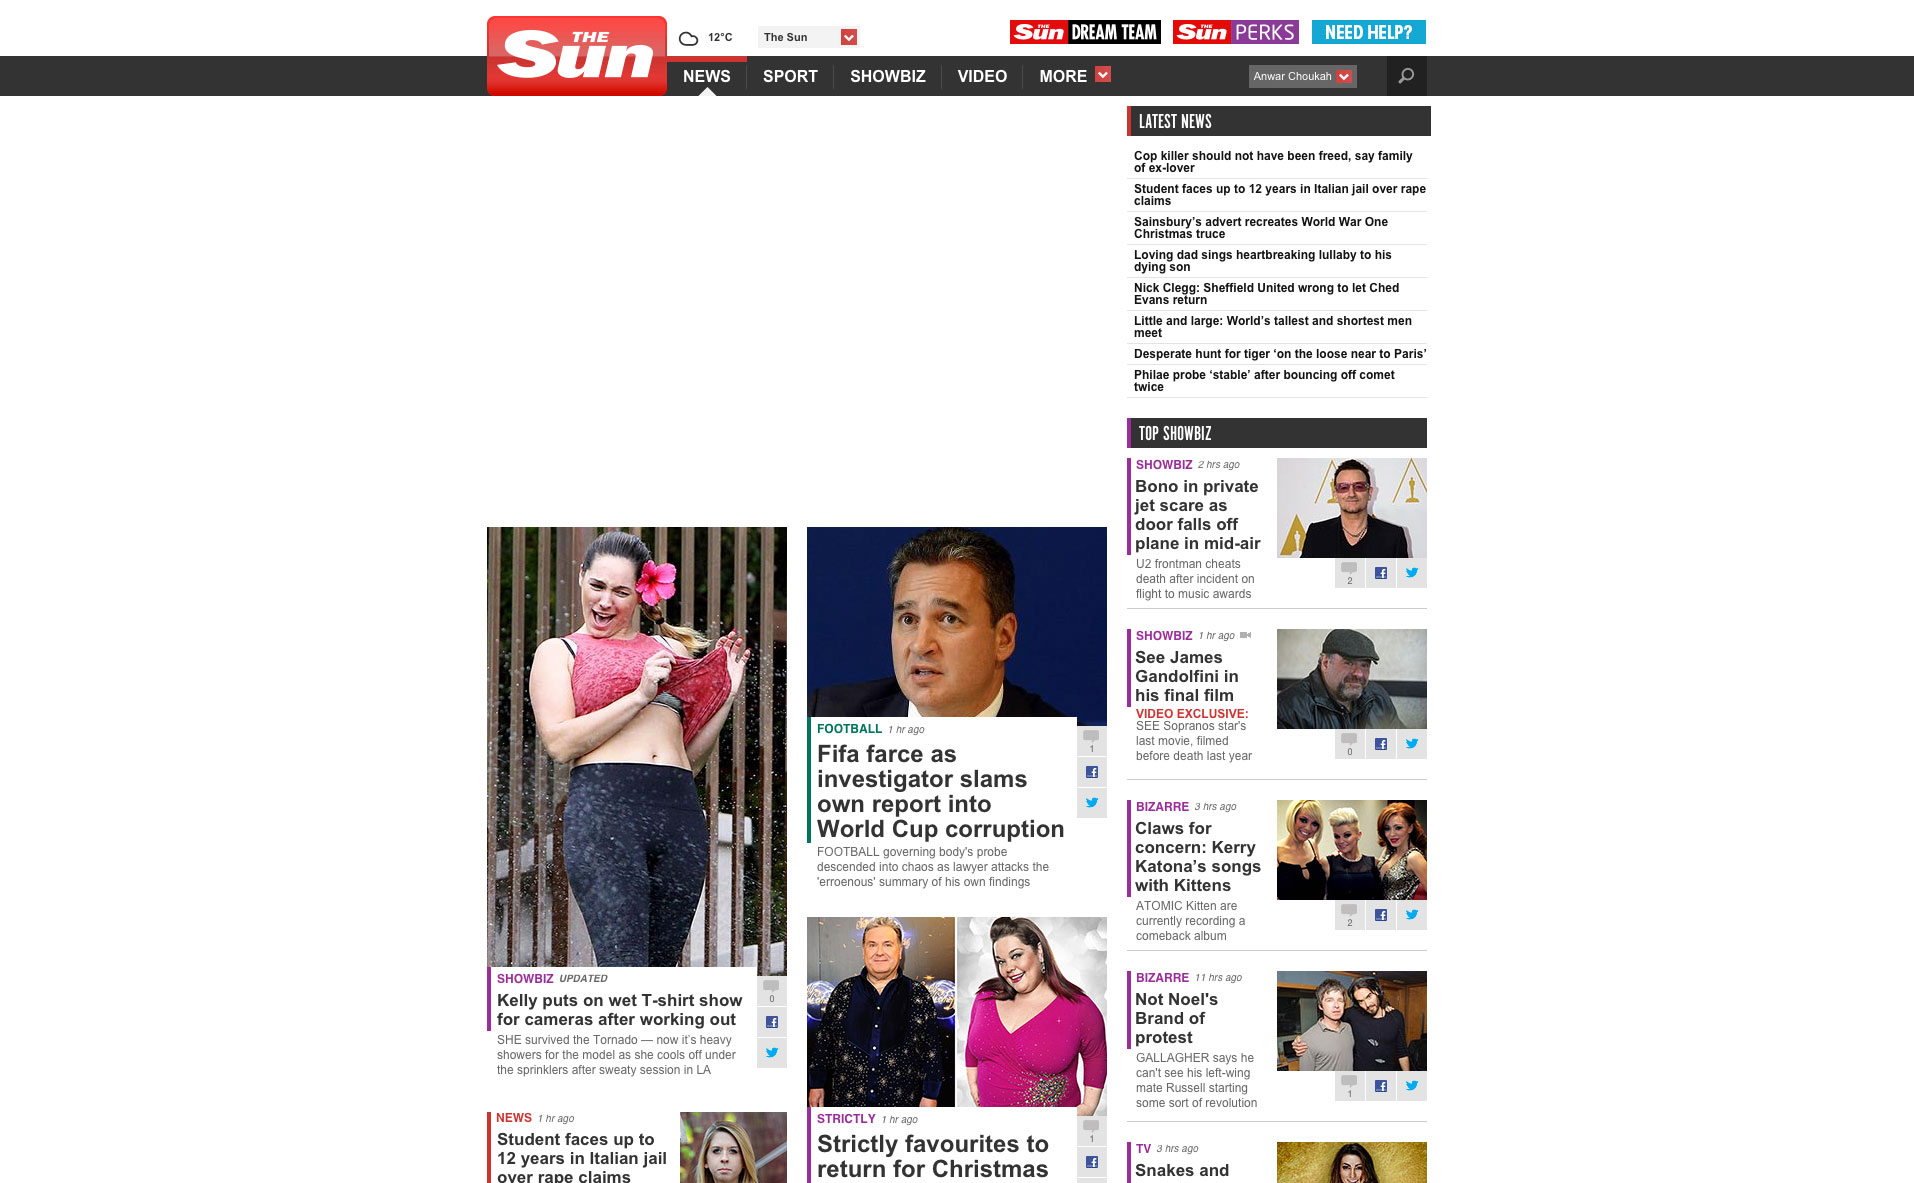 THE
Sun
12°C
The Sun
THE Sun DREAM TEAM
THE Sun PERKS
NEED HELP?
NEWS
SPORT
SHOWBIZ
VIDEO
MORE
Anwar Choukah
LATEST NEWS
Cop killer should not have been freed, say family
of ex-lover
Student faces up to 12 years in Italian jail over rape
claims
Sainsbury’s advert recreates World War One
Christmas truce
Loving dad sings heartbreaking lullaby to his
dying son
Nick Clegg: Sheffield United wrong to let Ched
Evans return
Little and large: World’s tallest and shortest men
meet
Desperate hunt for tiger ‘on the loose near to Paris’
Philae probe ‘stable’ after bouncing off comet
twice
TOP SHOWBIZ
SHOWBIZ 2 hrs ago
Bono in private
jet scare as
door falls off
plane in mid-air
U2 frontman cheats
death after incident on
flight to music awards
2
SHOWBIZ 1 hr ago
See James
Gandolfini in
his final film
VIDEO EXCLUSIVE:
SEE Sopranos star's
last movie, filmed
before death last year
0
BIZARRE 3 hrs ago
Claws for
concern: Kerry
Katona’s songs
with Kittens
ATOMIC Kitten are
currently recording a
comeback album
2
BIZARRE 11 hrs ago
Not Noel's
Brand of
protest
GALLAGHER says he
can't see his left-wing
mate Russell starting
some sort of revolution
1
TV 3 hrs ago
Snakes and
SHOWBIZ UPDATED
Kelly puts on wet T-shirt show
for cameras after working out
SHE survived the Tornado — now it’s heavy
showers for the model as she cools off under
the sprinklers after sweaty session in LA
0
NEWS 1 hr ago
Student faces up to
12 years in Italian jail
over rape claims
FOOTBALL 1 hr ago
Fifa farce as
investigator slams
own report into
World Cup corruption
FOOTBALL governing body's probe
descended into chaos as lawyer attacks the
'erroenous' summary of his own findings
1
STRICTLY 1 hr ago
Strictly favourites to
return for Christmas
1